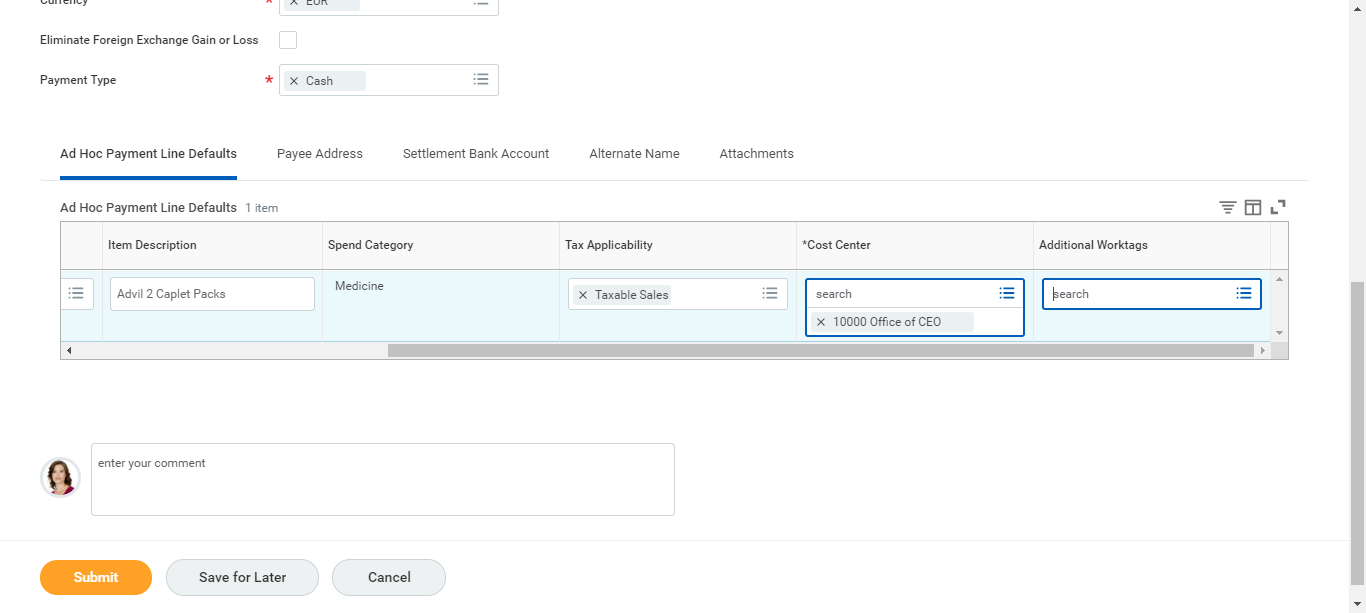 Currency * × EUR
Eliminate Foreign Exchange Gain or Loss
Payment Type * × Cash
Ad Hoc Payment Line Defaults Payee Address Settlement Bank Account Alternate Name Attachments
Ad Hoc Payment Line Defaults 1 item
Item Description Spend Category Tax Applicability *Cost Center Additional Worktags
Advil 2 Caplet Packs Medicine × Taxable Sales search search
× 10000 Office of CEO
enter your comment
Submit Save for Later Cancel